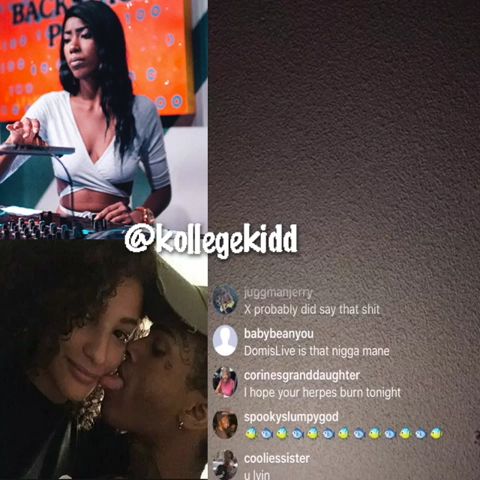 BACKS
P
@kollegekidd
juggmanjerry
X probably did say that shit
babybeanyou
DomisLive is that nigga mane
corinesgranddaughter
I hope your herpes burn tonight
spookyslumpygod
🐠🐟🐟🐠🐟🐠🐟🐟🐠🐟🐟🐟🐠
cooliessister
u lyin